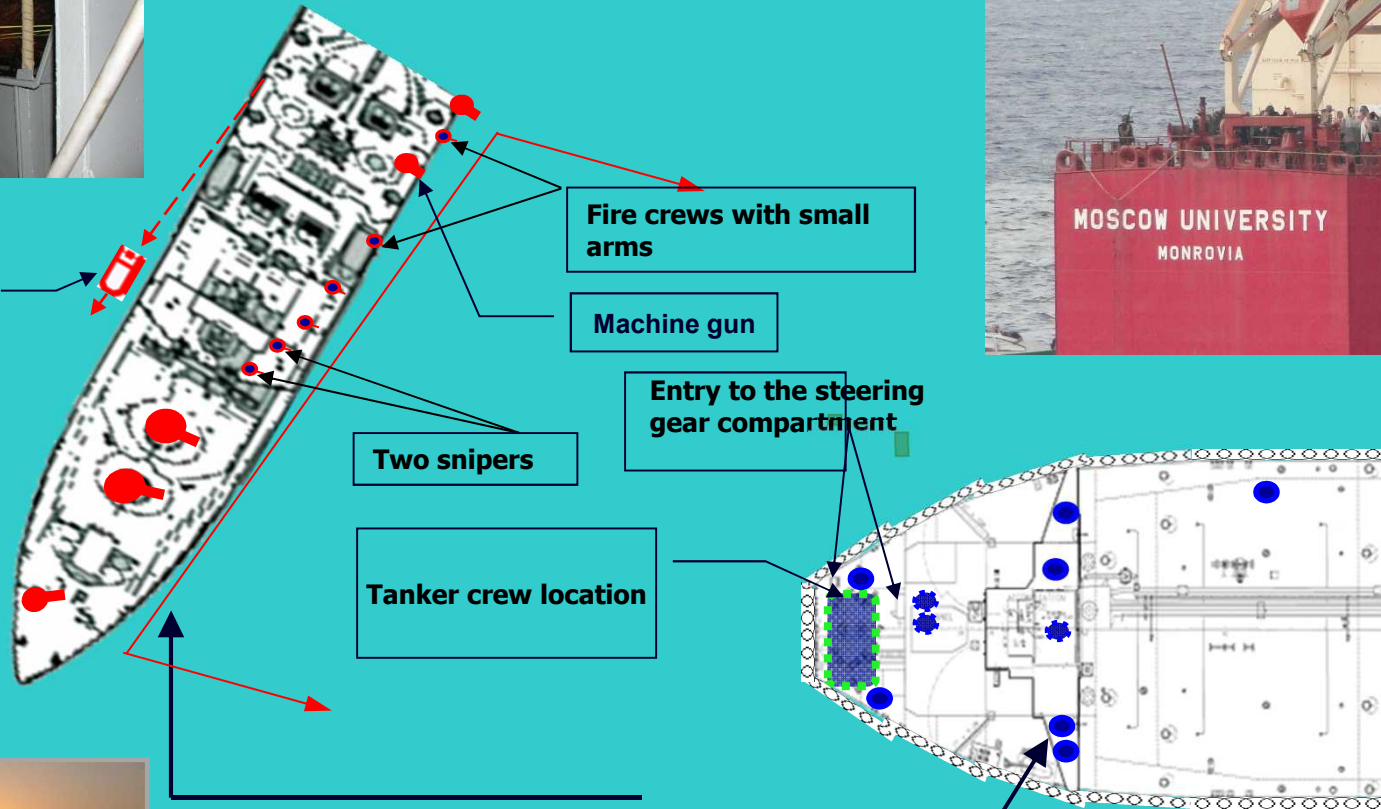 MOSCOW UNIVERSITY
MONROVIA
Fire crews with small
arms
Machine gun
Entry to the steering
gear compartment
Two snipers
Tanker crew location